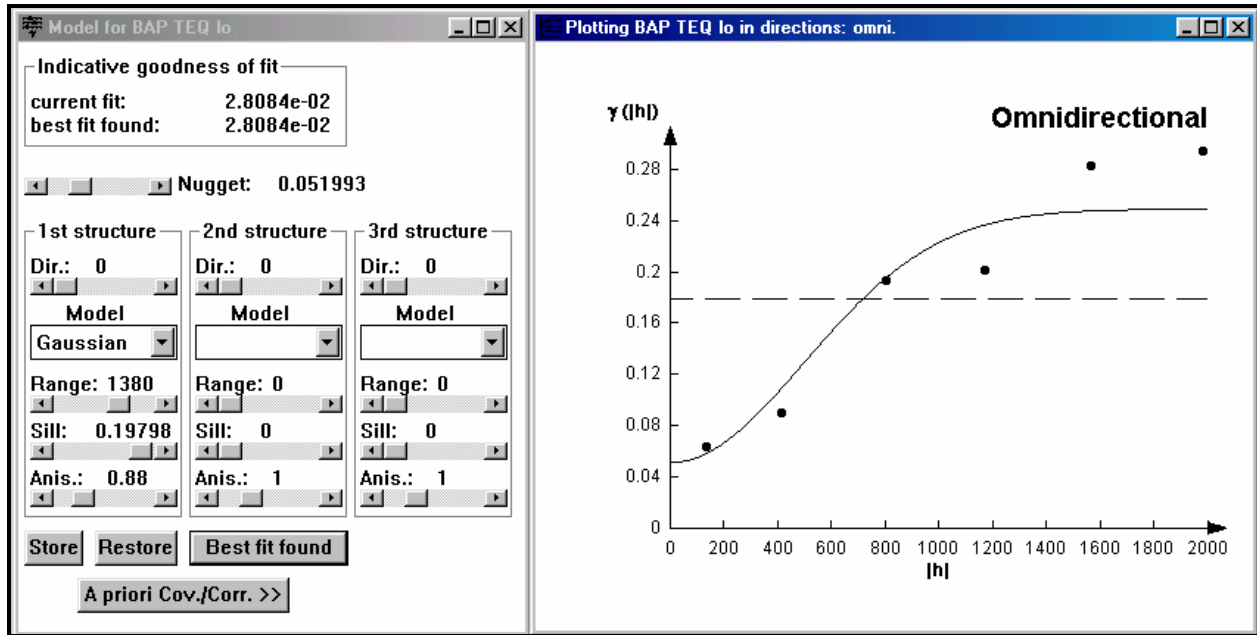 Model for BAP TEQ lo
Indicative goodness of fit
current fit: 2.8084e-02
best fit found: 2.8084e-02
Nugget: 0.051993
1st structure 2nd structure 3rd structure
Dir.: 0 Dir.: 0 Dir.: 0
Model Model Model
Gaussian
Range: 1380 Range: 0 Range: 0
Sill: 0.19798 Sill: 0 Sill: 0
Anis.: 0.88 Anis.: 1 Anis.: 1
Store Restore Best fit found
A priori Cov./Corr. >>
Plotting BAP TEQ lo in directions: omni.
γ (|h|)
Omnidirectional
0.28
0.24
0.2
0.16
0.12
0.08
0.04
0
0 200 400 600 800 1000 1200 1400 1600 1800 2000
|h|